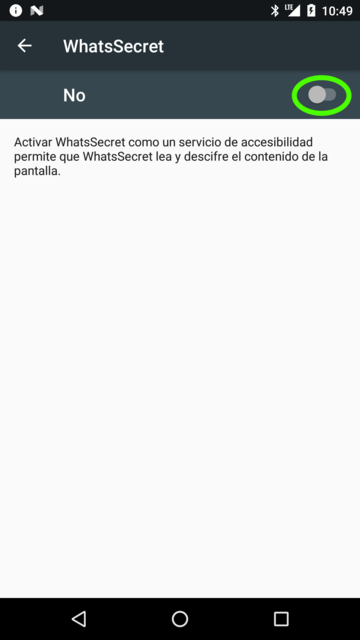 LTE 10:49
WhatsSecret
No
Activar WhatsSecret como un servicio de accesibilidad
permite que WhatsSecret lea y descifre el contenido de la
pantalla.